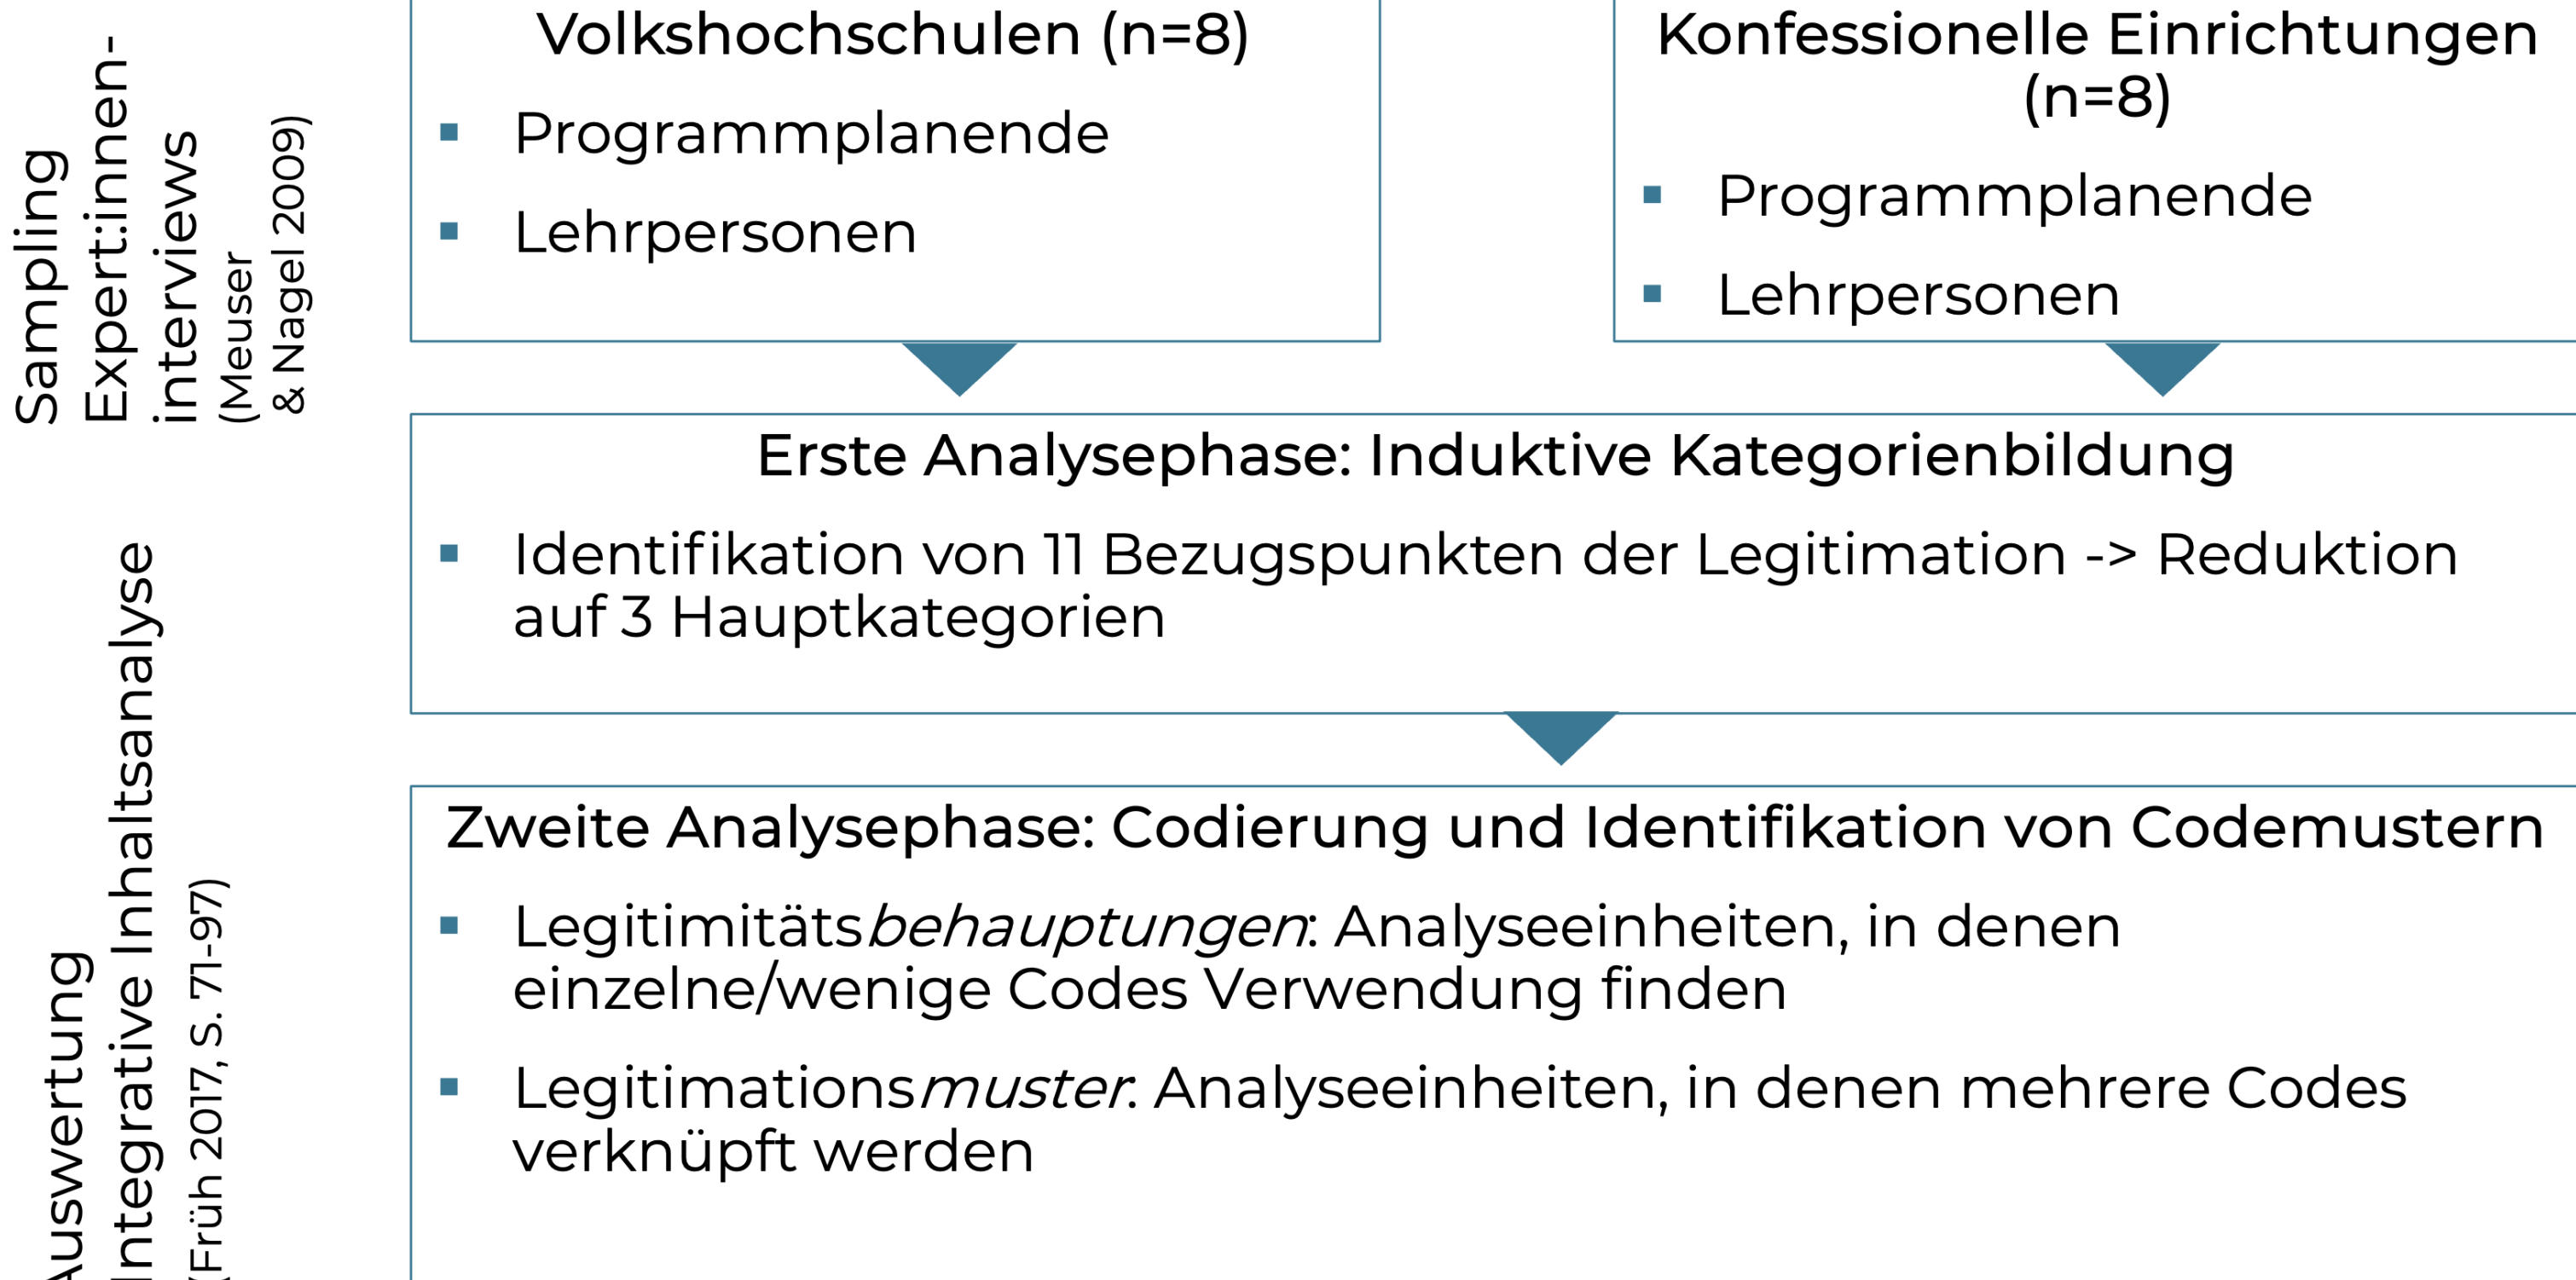 Sampling
Expert:innen-
interviews
(Meuser
& Nagel 2009)
Volkshochschulen (n=8)
▪ Programmplanende
▪ Lehrpersonen
Konfessionelle Einrichtungen
(n=8)
▪ Programmplanende
▪ Lehrpersonen
Auswertung
Integrative Inhaltsanalyse
(Früh 2017, S. 71-97)
Erste Analysephase: Induktive Kategorienbildung
▪ Identifikation von 11 Bezugspunkten der Legitimation -> Reduktion
auf 3 Hauptkategorien
Zweite Analysephase: Codierung und Identifikation von Codemustern
▪ Legitimitätsbehauptungen: Analyseeinheiten, in denen
einzelne/wenige Codes Verwendung finden
▪ Legitimationsmuster: Analyseeinheiten, in denen mehrere Codes
verknüpft werden